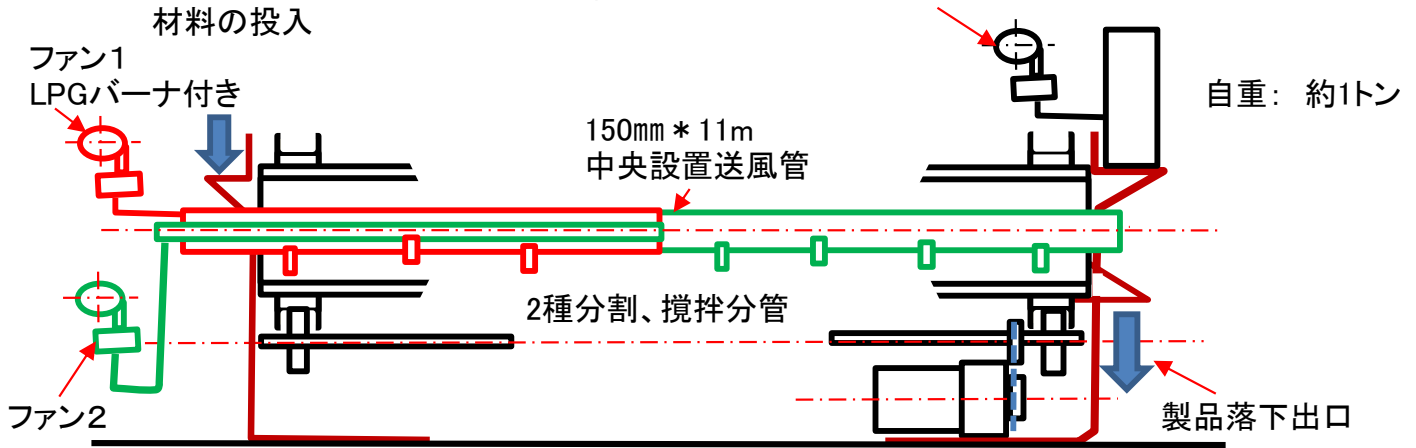 材料の投入
ファン１
LPGバーナ付き
自重： 約1トン
150㎜＊11m
中央設置送風管
2種分割、撹拌分管
ファン２
製品落下出口